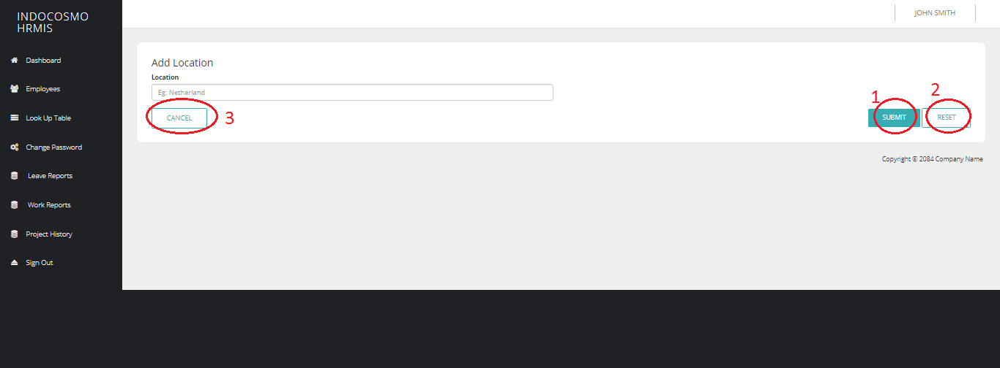 INDOCOSMO
HRMIS
JOHN SMITH
Dashboard
Employees
Look Up Table
Change Password
Leave Reports
Work Reports
Project History
Sign Out
Add Location
Location
Eg: Netherland
CANCEL
3
1
SUBMIT
2
RESET
Copyright © 2084 Company Name